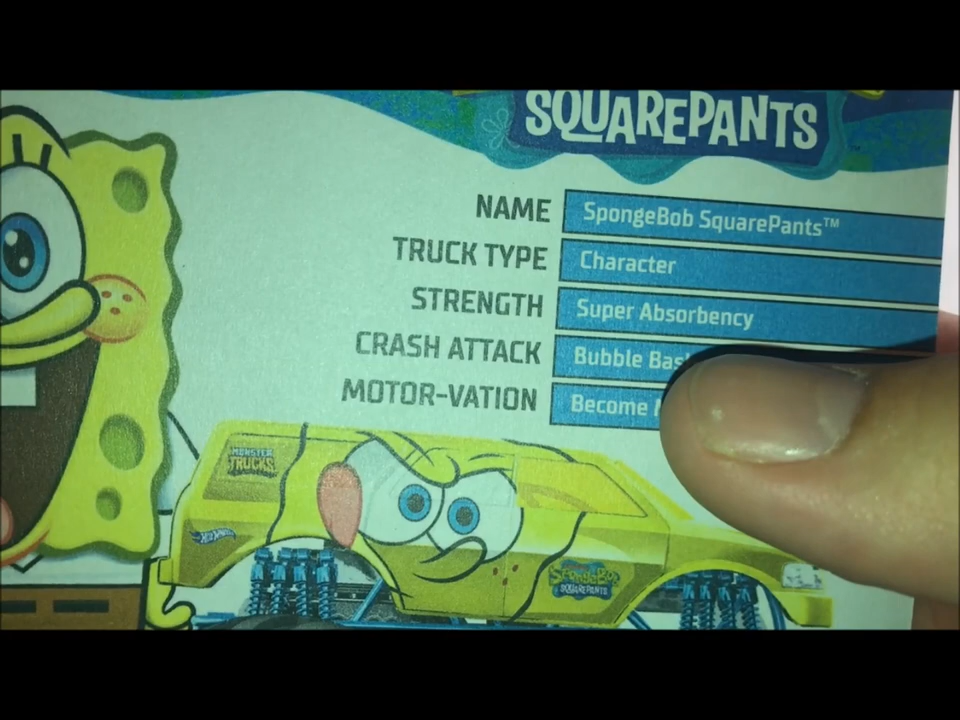 SQUAREPANTS
NAME SpongeBob SquarePants™
TRUCK TYPE Character
STRENGTH Super Absorbency
CRASH ATTACK Bubble
MOTOR-VATION Become
MONSTER
TRUCKS
Hot Wheels
SpongeBob
SQUAREPANTS